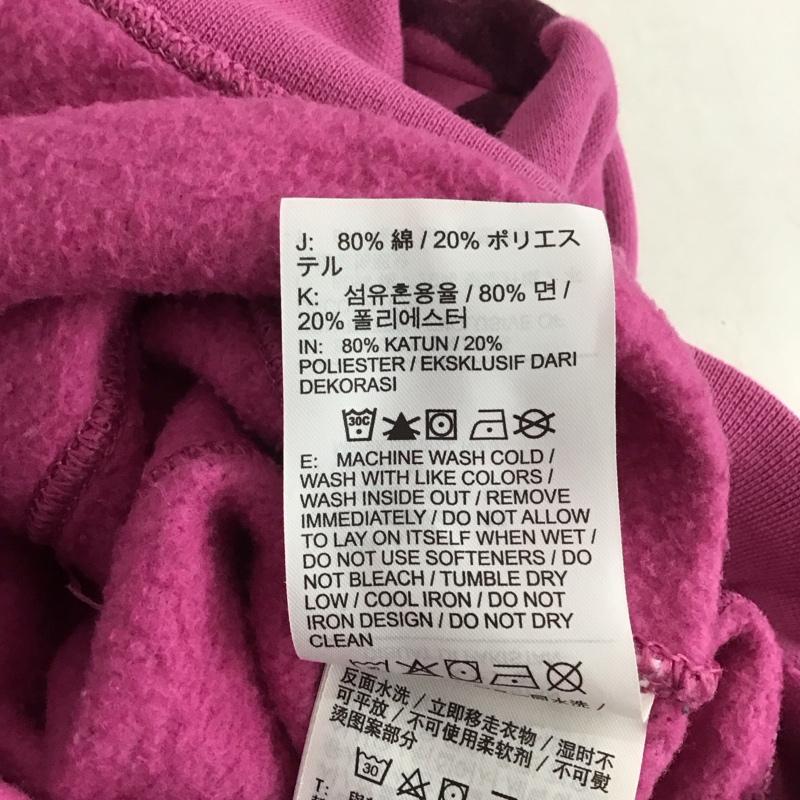 J: 80% 綿 / 20% ポリエス
テル
K: 섬유혼용율 / 80% 면 /
20% 폴리에스터
IN: 80% KATUN / 20%
POLIESTER / EKSKLUSIF DARI
DEKORASI
30C
E: MACHINE WASH COLD /
WASH WITH LIKE COLORS /
WASH INSIDE OUT / REMOVE
IMMEDIATELY / DO NOT ALLOW
TO LAY ON ITSELF WHEN WET /
DO NOT USE SOFTENERS / DO
NOT BLEACH / TUMBLE DRY
LOW / COOL IRON / DO NOT
IRON DESIGN / DO NOT DRY
CLEAN
水洗 /
反面水洗 / 立即移走衣物 / 湿时不
可平放 / 不可使用柔软剂 / 不可熨
烫图案部分
30
T: